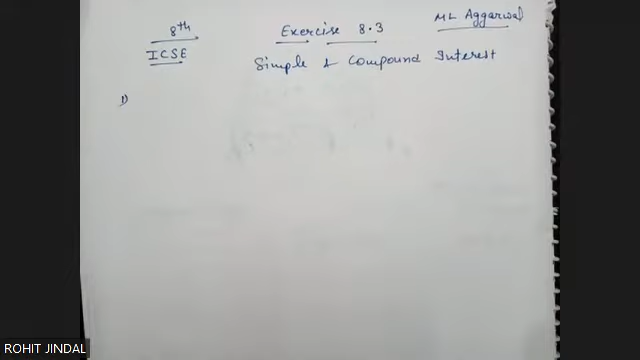 8th Exercise 8.3 ML Aggarwal
ICSE Simple & Compound Interest
1)
ROHIT JINDAL